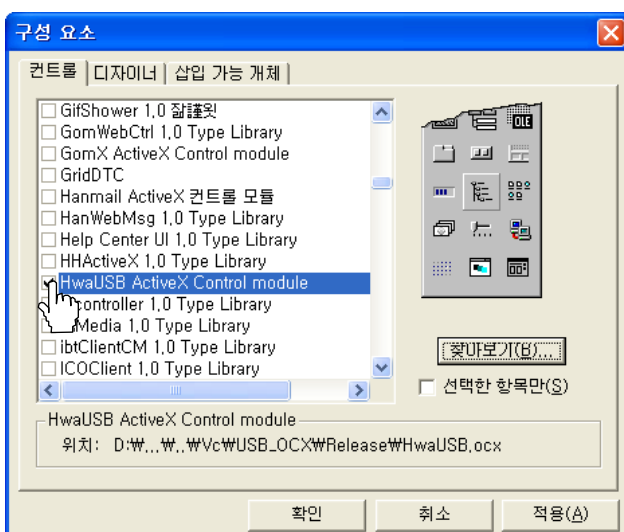 구성 요소
컨트롤 디자이너 삽입 가능 개체
GifShower 1.0 잚謹욋
GomWebCtrl 1.0 Type Library
GomX ActiveX Control module
GridDTC
Hanmail ActiveX 컨트롤 모듈
HanWebMsg 1.0 Type Library
Help Center UI 1.0 Type Library
HHActiveX 1.0 Type Library
HwaUSB ActiveX Control module
controller 1.0 Type Library
Media 1.0 Type Library
ibtClientCM 1.0 Type Library
ICOClient 1.0 Type Library
OLE
찾아보기(B)...
선택한 항목만(S)
HwaUSB ActiveX Control module
위치: D:₩...₩..₩Vc₩USB_OCX₩Release₩HwaUSB.ocx
확인 취소 적용(A)